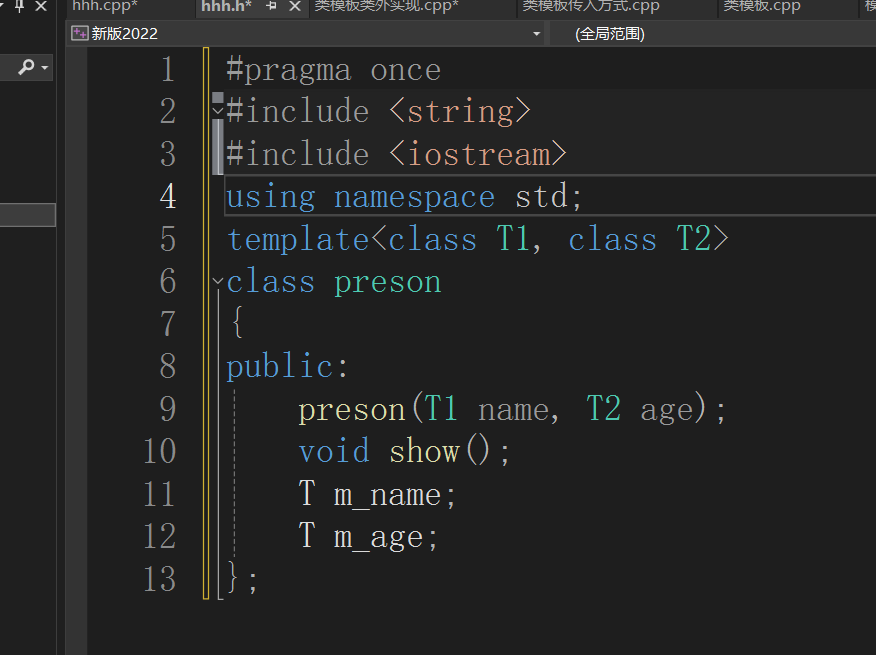 hhh.cpp*
hhh.h*
类模板类外实现.cpp*
类模板传入方式.cpp
类模板.cpp
新版2022
(全局范围)
1 #pragma once
2 #include <string>
3 #include <iostream>
4 using namespace std;
5 template<class T1, class T2>
6 class preson
7 {
8 public:
9 preson(T1 name, T2 age);
10 void show();
11 T m_name;
12 T m_age;
13 };